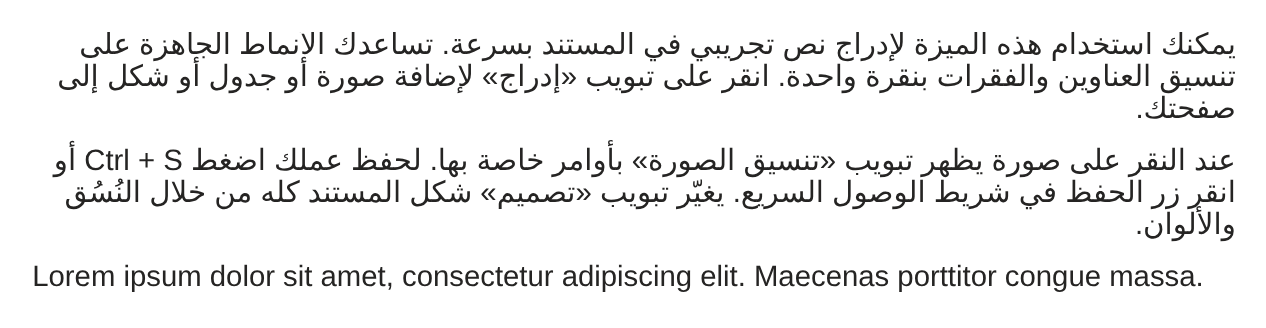 يمكنك استخدام هذه الميزة لإدراج نص تجريبي في المستند بسرعة. تساعدك الانماط الجاهزة على
تنسيق العناوين والفقرات بنقرة واحدة. انقر على تبويب «إدراج» لإضافة صورة أو جدول أو شكل إلى
صفحتك.
عند النقر على صورة يظهر تبويب «تنسيق الصورة» بأوامر خاصة بها. لحفظ عملك اضغط Ctrl + S أو
انقر زر الحفظ في شريط الوصول السريع. يغيّر تبويب «تصميم» شكل المستند كله من خلال النُسُق
والألوان.
Lorem ipsum dolor sit amet, consectetur adipiscing elit. Maecenas porttitor congue massa.